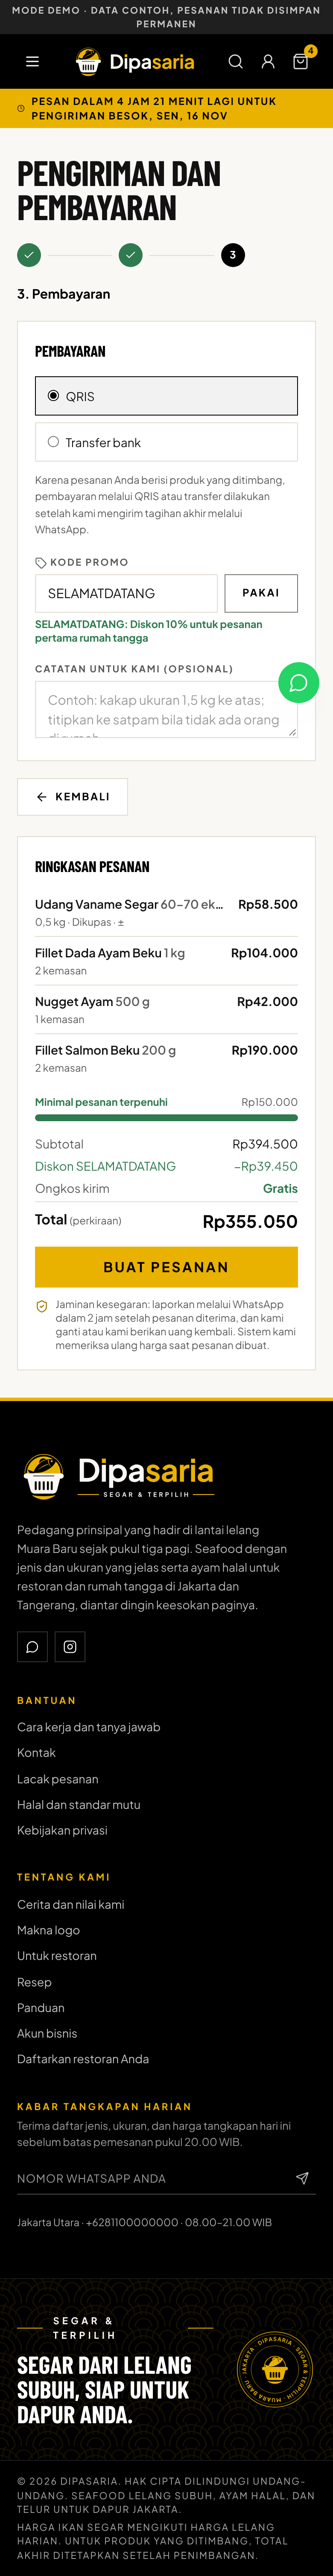 MODE DEMO · DATA CONTOH, PESANAN TIDAK DISIMPAN
PERMANEN
Dipasaria
4
PESAN DALAM 4 JAM 21 MENIT LAGI UNTUK
PENGIRIMAN BESOK, SEN, 16 NOV
PENGIRIMAN DAN
PEMBAYARAN
3
3. Pembayaran
PEMBAYARAN
QRIS
Transfer bank
Karena pesanan Anda berisi produk yang ditimbang,
pembayaran melalui QRIS atau transfer dilakukan
setelah kami mengirim tagihan akhir melalui
WhatsApp.
KODE PROMO
SELAMATDATANG
PAKAI
SELAMATDATANG: Diskon 10% untuk pesanan
pertama rumah tangga
CATATAN UNTUK KAMI (OPSIONAL)
Contoh: kakap ukuran 1,5 kg ke atas;
titipkan ke satpam bila tidak ada orang
di rumah
KEMBALI
RINGKASAN PESANAN
Udang Vaname Segar 60–70 ek... Rp58.500
0,5 kg · Dikupas · ±
Fillet Dada Ayam Beku 1 kg Rp104.000
2 kemasan
Nugget Ayam 500 g Rp42.000
1 kemasan
Fillet Salmon Beku 200 g Rp190.000
2 kemasan
Minimal pesanan terpenuhi Rp150.000
Subtotal Rp394.500
Diskon SELAMATDATANG −Rp39.450
Ongkos kirim Gratis
Total (perkiraan) Rp355.050
BUAT PESANAN
Jaminan kesegaran: laporkan melalui WhatsApp
dalam 2 jam setelah pesanan diterima, dan kami
ganti atau kami berikan uang kembali. Sistem kami
memeriksa ulang harga saat pesanan dibuat.
Dipasaria
SEGAR & TERPILIH
Pedagang prinsipal yang hadir di lantai lelang
Muara Baru sejak pukul tiga pagi. Seafood dengan
jenis dan ukuran yang jelas serta ayam halal untuk
restoran dan rumah tangga di Jakarta dan
Tangerang, diantar dingin keesokan paginya.
BANTUAN
Cara kerja dan tanya jawab
Kontak
Lacak pesanan
Halal dan standar mutu
Kebijakan privasi
TENTANG KAMI
Cerita dan nilai kami
Makna logo
Untuk restoran
Resep
Panduan
Akun bisnis
Daftarkan restoran Anda
KABAR TANGKAPAN HARIAN
Terima daftar jenis, ukuran, dan harga tangkapan hari ini
sebelum batas pemesanan pukul 20.00 WIB.
NOMOR WHATSAPP ANDA
Jakarta Utara · +6281100000000 · 08.00–21.00 WIB
SEGAR &
TERPILIH
SEGAR DARI LELANG
SUBUH, SIAP UNTUK
DAPUR ANDA.
DIPASARIA · SEGAR & TERPILIH · MUARA BARU · JAKARTA
© 2026 DIPASARIA. HAK CIPTA DILINDUNGI UNDANG-
UNDANG. SEAFOOD LELANG SUBUH, AYAM HALAL, DAN
TELUR UNTUK DAPUR JAKARTA.
HARGA IKAN SEGAR MENGIKUTI HARGA LELANG
HARIAN. UNTUK PRODUK YANG DITIMBANG, TOTAL
AKHIR DITETAPKAN SETELAH PENIMBANGAN.